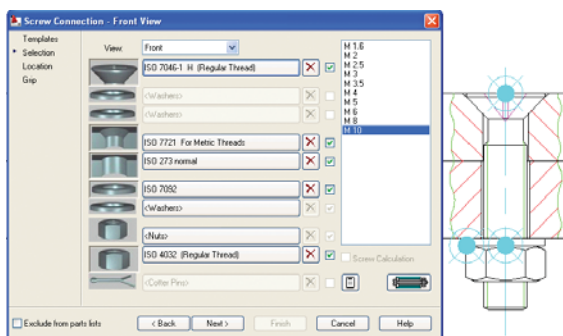 Screw Connection - Front View
Templates
Selection
Location
Grip
View:
Front
ISO 7046-1 H (Regular Thread)
<Washers>
<Washers>
ISO 7721 For Metric Threads
ISO 273 normal
ISO 7092
<Washers>
<Nuts>
ISO 4032 (Regular Thread)
<Cotter Pins>
M 1.6
M 2
M 2.5
M 3
M 3.5
M 4
M 5
M 6
M 8
M 10
Screw Calculation
Exclude from parts lists
< Back
Next >
Finish
Cancel
Help